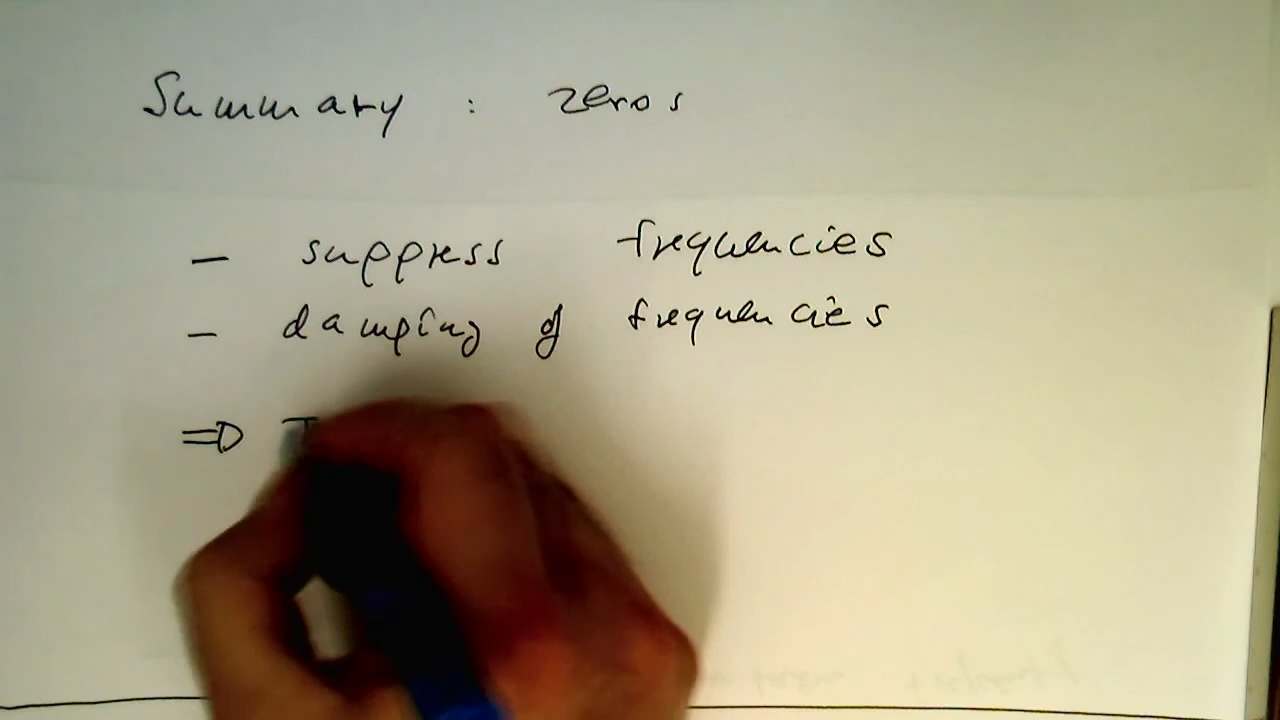 Summary : zeros
- suppress frequencies
- damping of frequencies
⇒